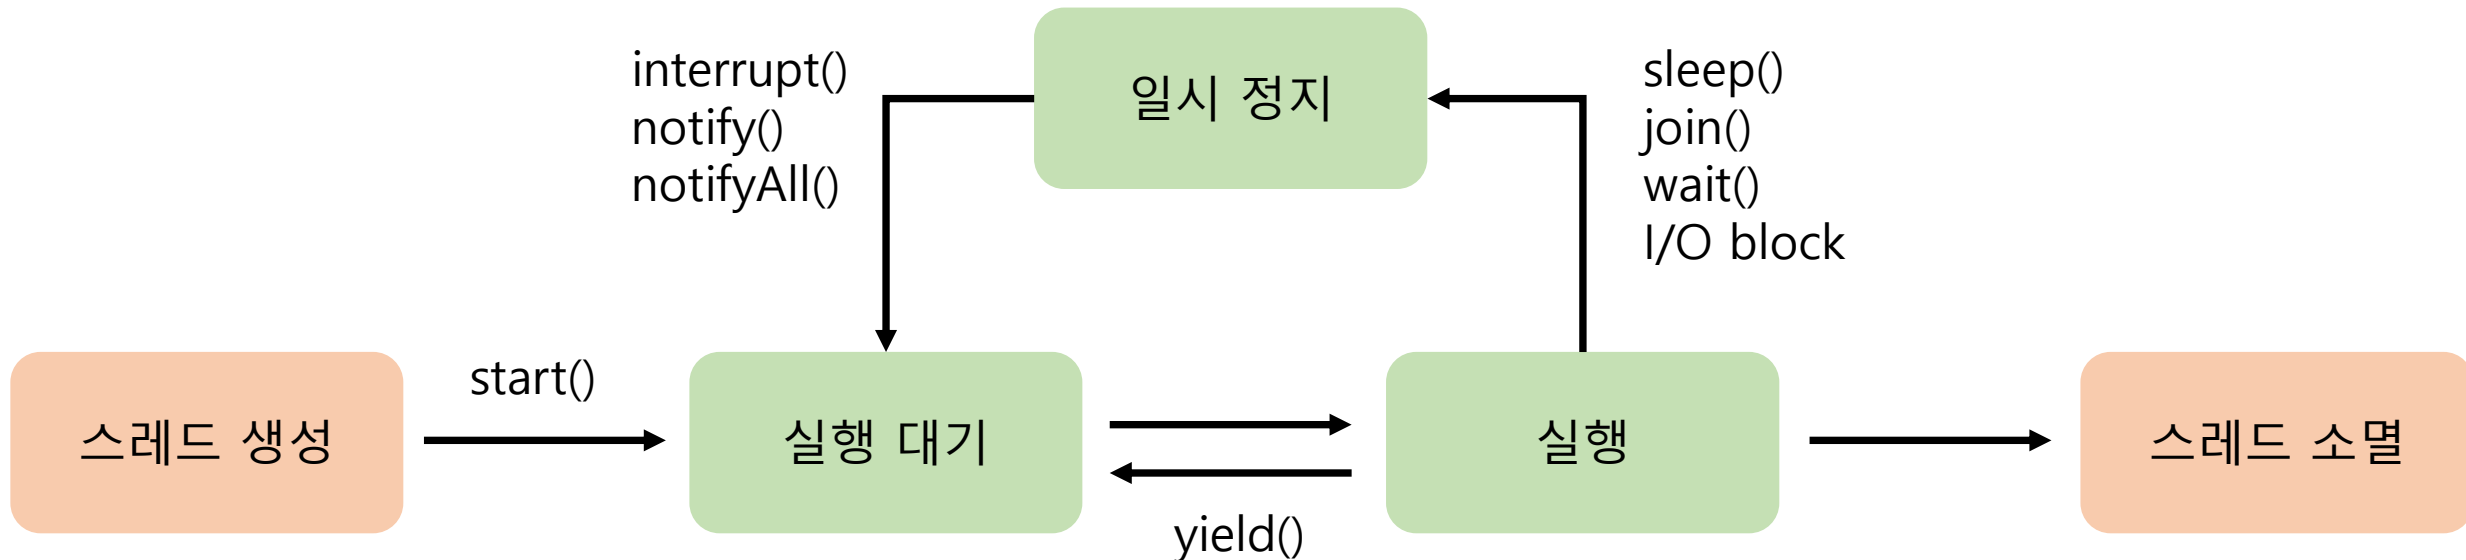 interrupt()
notify()
notifyAll()
일시 정지
sleep()
join()
wait()
I/O block
스레드 생성
start()
실행 대기
yield()
실행
스레드 소멸